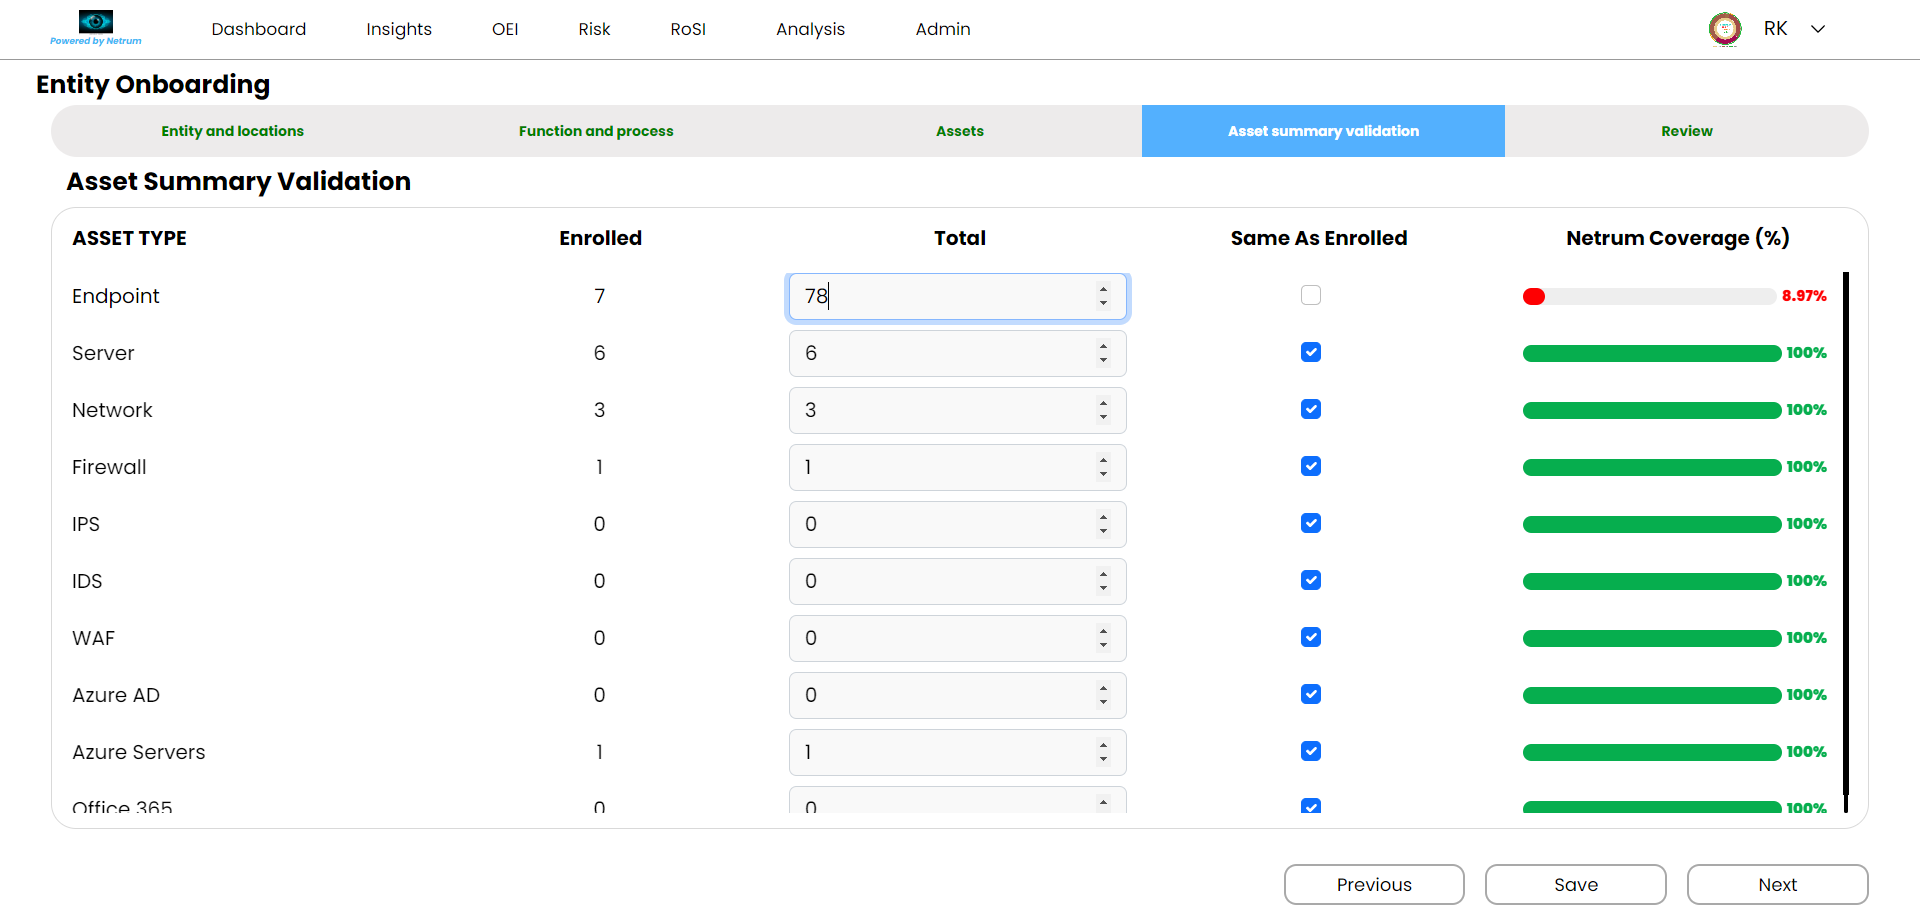 Powered by Netrum
Dashboard Insights OEI Risk RoSI Analysis Admin RK
Entity Onboarding
Entity and locations Function and process Assets Asset summary validation Review
Asset Summary Validation
ASSET TYPE Enrolled Total Same As Enrolled Netrum Coverage (%)
Endpoint 7 78 8.97%
Server 6 6 100%
Network 3 3 100%
Firewall 1 1 100%
IPS 0 0 100%
IDS 0 0 100%
WAF 0 0 100%
Azure AD 0 0 100%
Azure Servers 1 1 100%
Office 365 0 0 100%
Previous Save Next